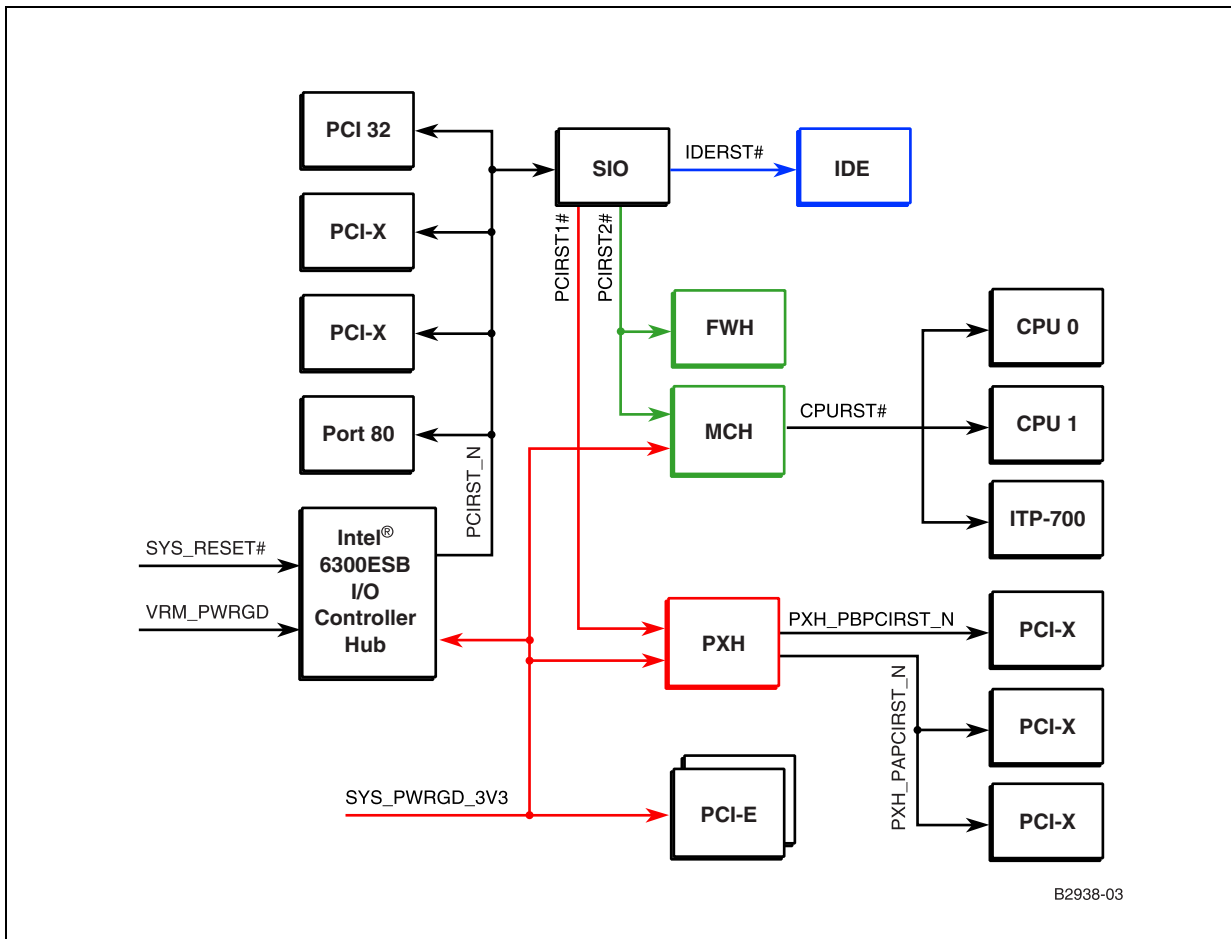 PCI 32
SIO
IDERST#
IDE
PCI-X
PCIRST1#
PCIRST2#
PCI-X
FWH
CPU 0
Port 80
MCH
CPURST#
CPU 1
PCIRST_N
ITP-700
SYS_RESET#
VRM_PWRGD
Intel®
6300ESB
I/O
Controller
Hub
PXH
PXH_PBPCIRST_N
PCI-X
PXH_PAPCIRST_N
PCI-X
SYS_PWRGD_3V3
PCI-E
PCI-X
B2938-03